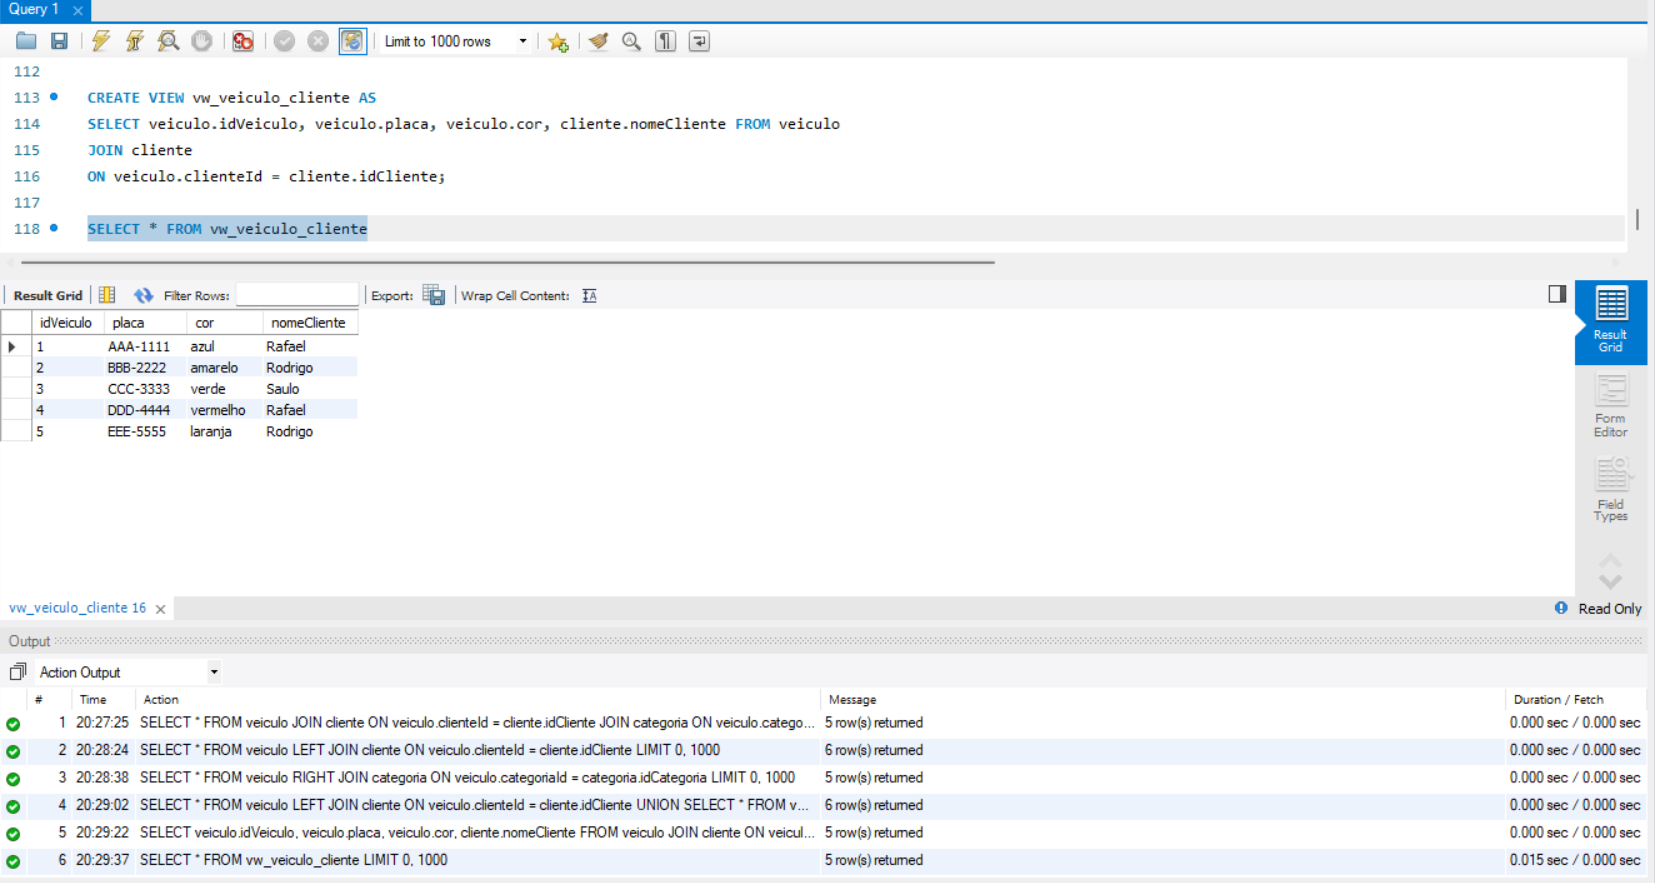 Query 1
Limit to 1000 rows
112
113 CREATE VIEW vw_veiculo_cliente AS
114 SELECT veiculo.idVeiculo, veiculo.placa, veiculo.cor, cliente.nomeCliente FROM veiculo
115 JOIN cliente
116 ON veiculo.clienteId = cliente.idCliente;
117
118 SELECT * FROM vw_veiculo_cliente
Result Grid Filter Rows: Export: Wrap Cell Content:
idVeiculo placa cor nomeCliente
1 AAA-1111 azul Rafael
2 BBB-2222 amarelo Rodrigo
3 CCC-3333 verde Saulo
4 DDD-4444 vermelho Rafael
5 EEE-5555 laranja Rodrigo
Result
Grid
Form
Editor
Field
Types
vw_veiculo_cliente 16 Read Only
Output
Action Output
# Time Action Message Duration / Fetch
1 20:27:25 SELECT * FROM veiculo JOIN cliente ON veiculo.clienteId = cliente.idCliente JOIN categoria ON veiculo.catego... 5 row(s) returned 0.000 sec / 0.000 sec
2 20:28:24 SELECT * FROM veiculo LEFT JOIN cliente ON veiculo.clienteId = cliente.idCliente LIMIT 0, 1000 6 row(s) returned 0.000 sec / 0.000 sec
3 20:28:38 SELECT * FROM veiculo RIGHT JOIN categoria ON veiculo.categoriaId = categoria.idCategoria LIMIT 0, 1000 5 row(s) returned 0.000 sec / 0.000 sec
4 20:29:02 SELECT * FROM veiculo LEFT JOIN cliente ON veiculo.clienteId = cliente.idCliente UNION SELECT * FROM v... 6 row(s) returned 0.000 sec / 0.000 sec
5 20:29:22 SELECT veiculo.idVeiculo, veiculo.placa, veiculo.cor, cliente.nomeCliente FROM veiculo JOIN cliente ON veicul... 5 row(s) returned 0.000 sec / 0.000 sec
6 20:29:37 SELECT * FROM vw_veiculo_cliente LIMIT 0, 1000 5 row(s) returned 0.015 sec / 0.000 sec